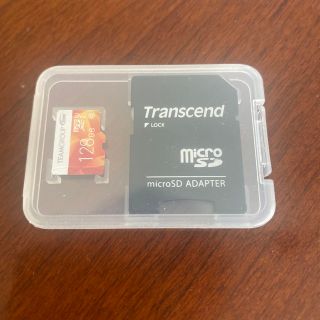 TEAMGROUP
128GB
Transcend
LOCK
micro
SD
microSD ADAPTER